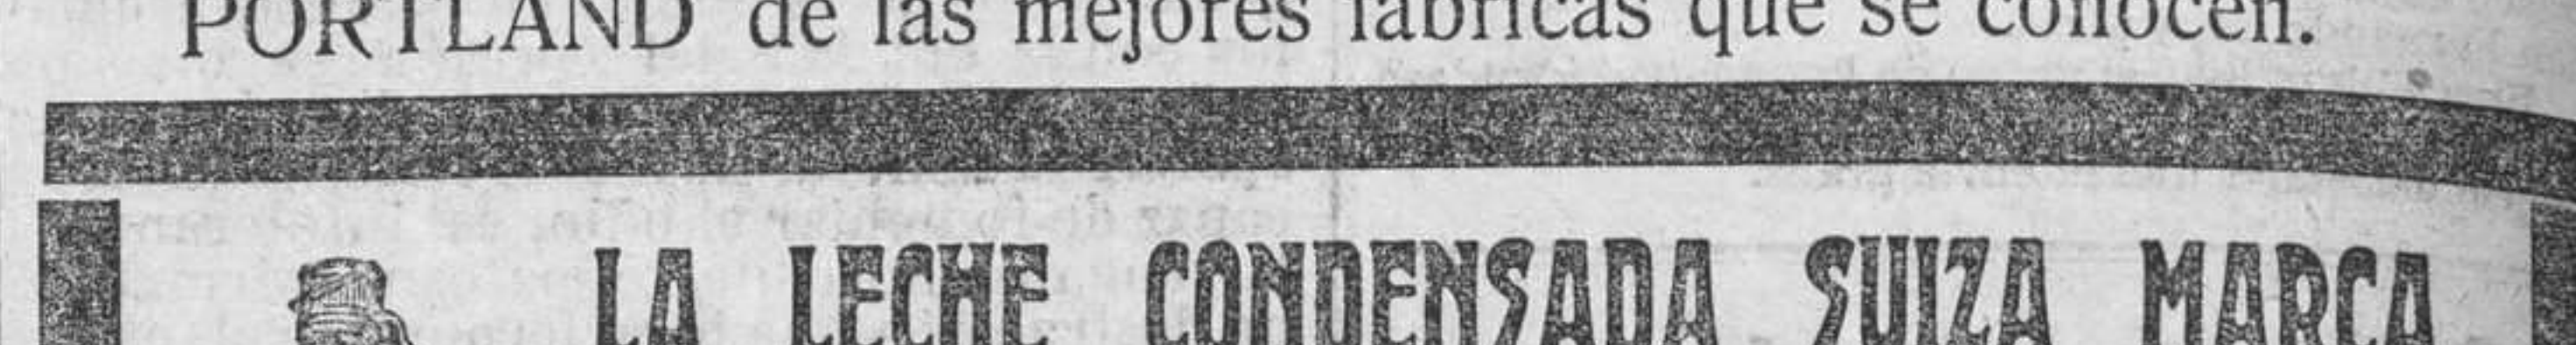 PORTLAND de las mejores fábricas que se conocen.
LA LECHE CONDENSADA SUIZA MARCA